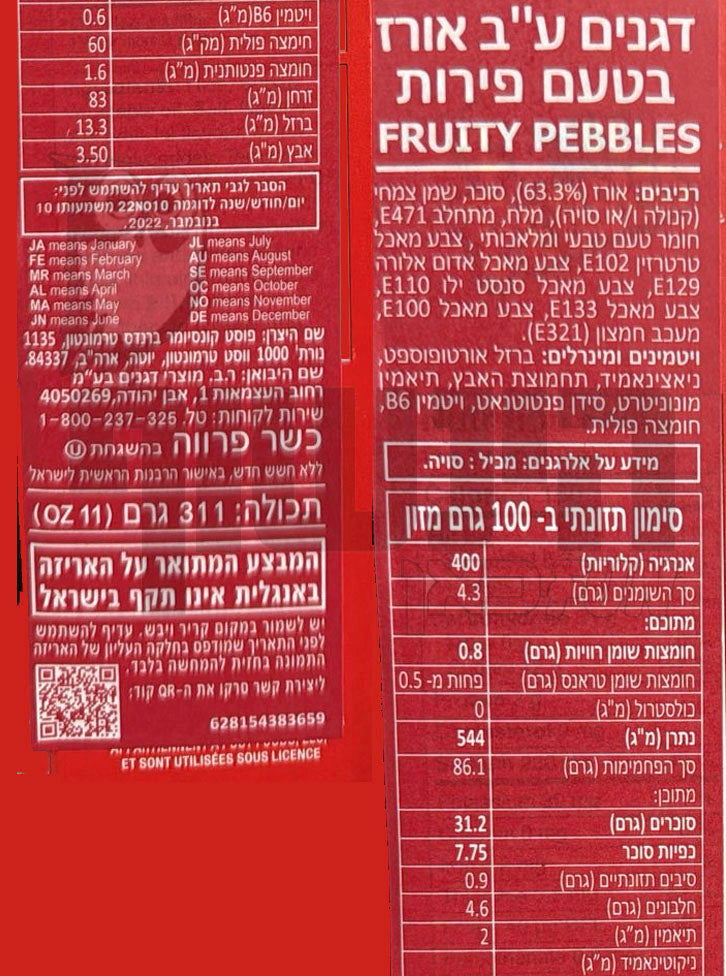 דגנים ע"ב אורז
בטעם פירות
FRUITY PEBBLES
רכיבים: אורז (63.3%), סוכר, שמן צמחי
(קנולה ו/או סויה), מלח, מתחלב E471,
חומר טעם טבעי ומלאכותי, צבע מאכל
טרטרזין E102, צבע מאכל אדום אלורה
E129, צבע מאכל סנסט ילו E110,
צבע מאכל E133, צבע מאכל E100,
מעכב חמצון (E321).
ויטמינים ומינרלים: ברזל אורטופוספט,
ניאצינאמיד, תחמוצת האבץ, תיאמין
מונוניטרט, סידן פנטוטנאט, ויטמין B6,
חומצה פולית.
מידע על אלרגנים: מכיל: סויה.
סימון תזונתי ב- 100 גרם מזון
אנרגיה (קלוריות) 400
סך השומנים (גרם) 4.3
מתוכם:
חומצות שומן רוויות (גרם) 0.8
חומצות שומן טראנס (גרם) פחות מ- 0.5
כולסטרול (מ"ג) 0
נתרן (מ"ג) 544
סך הפחמימות (גרם) 86.1
מתוכן:
סוכרים (גרם) 31.2
כפיות סוכר 7.75
סיבים תזונתיים (גרם) 0.9
חלבונים (גרם) 4.6
תיאמין (מ"ג) 2
ניקוטינאמיד (מ"ג)
ויטמין B6(מ"ג) 0.6
חימצה פולית (מק"ג) 60
חומצה פנטותנית (מ"ג) 1.6
זרחן (מ"ג) 83
ברזל (מ"ג) 13.3
אבץ (מ"ג) 3.50
הסבר לגבי תאריך עדיף להשתמש לפני:
יום/חודש/שנה לדוגמה 22NO10 משמעותו 10
בנובמבר, 2022.
JA means January JL means July
FE means February AU means August
MR means March SE means September
AL means April OC means October
MA means May NO means November
JN means June DE means December
שם היצרן: פוסט קונסיומר ברנדס טרמונטון, 1135
נורת' 1000 ווסט טרמונטון, יוטה, ארה"ב, 84337.
שם היבואן: ר.ב. מוצרי דגנים בע"מ
רחוב העצמאות 1, אבן יהודה, 4050269
שירות לקוחות: טל. 1-800-237-325
כשר פרווה בהשגחת U
ללא חשש חדש, באישור הרבנות הראשית לישראל
תכולה: 311 גרם (11 OZ)
המבצע המתואר על האריזה
באנגלית אינו תקף בישראל
יש לשמור במקום קריר ויבש. עדיף להשתמש
לפני התאריך שמודפס בחלקה העליון של האריזה
התמונה בחזית להמחשה בלבד.
ליצירת קשר סרקו את ה-QR קוד:
628154383659
ET SONT UTILISÉES SOUS LICENCE